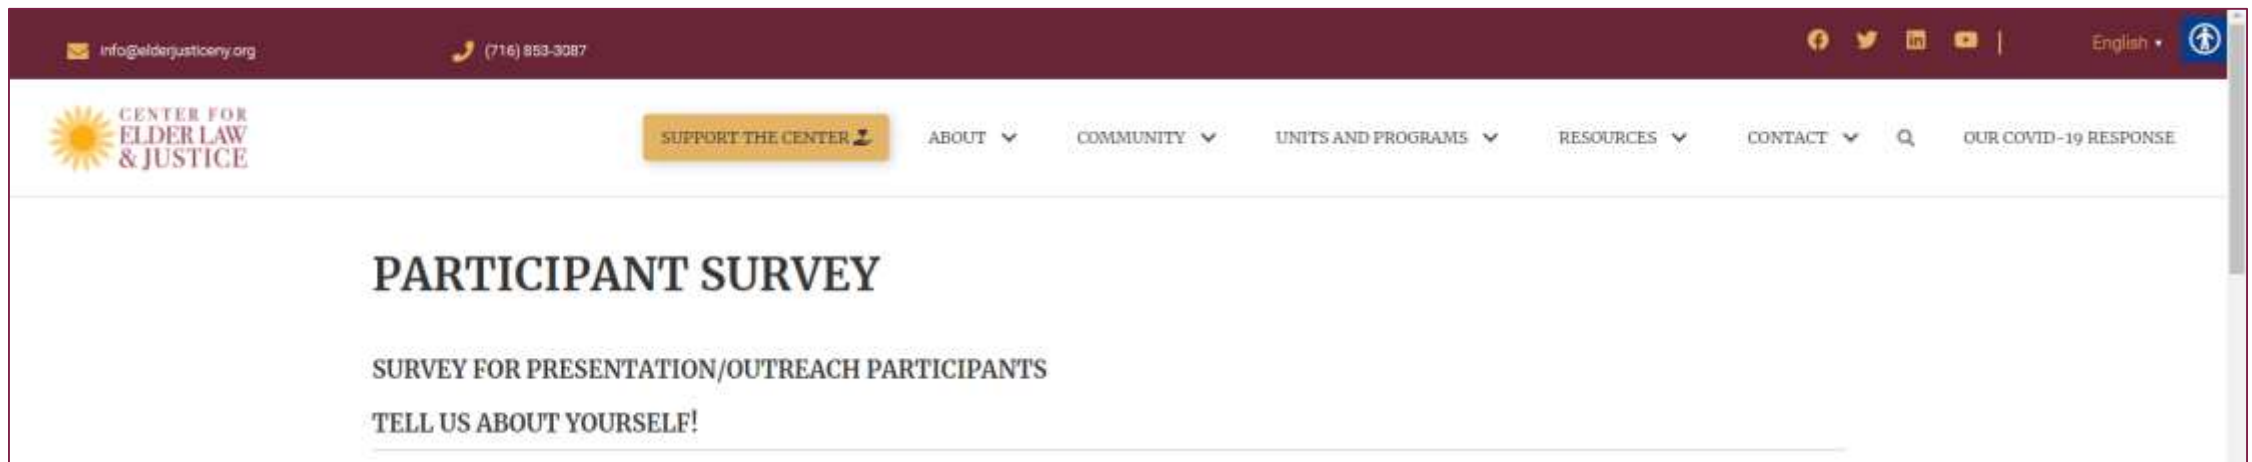 info@elderjusticeny.org
(716) 853-3087
English
CENTER FOR
ELDER LAW
& JUSTICE
SUPPORT THE CENTER
ABOUT
COMMUNITY
UNITS AND PROGRAMS
RESOURCES
CONTACT
OUR COVID-19 RESPONSE
PARTICIPANT SURVEY
SURVEY FOR PRESENTATION/OUTREACH PARTICIPANTS
TELL US ABOUT YOURSELF!